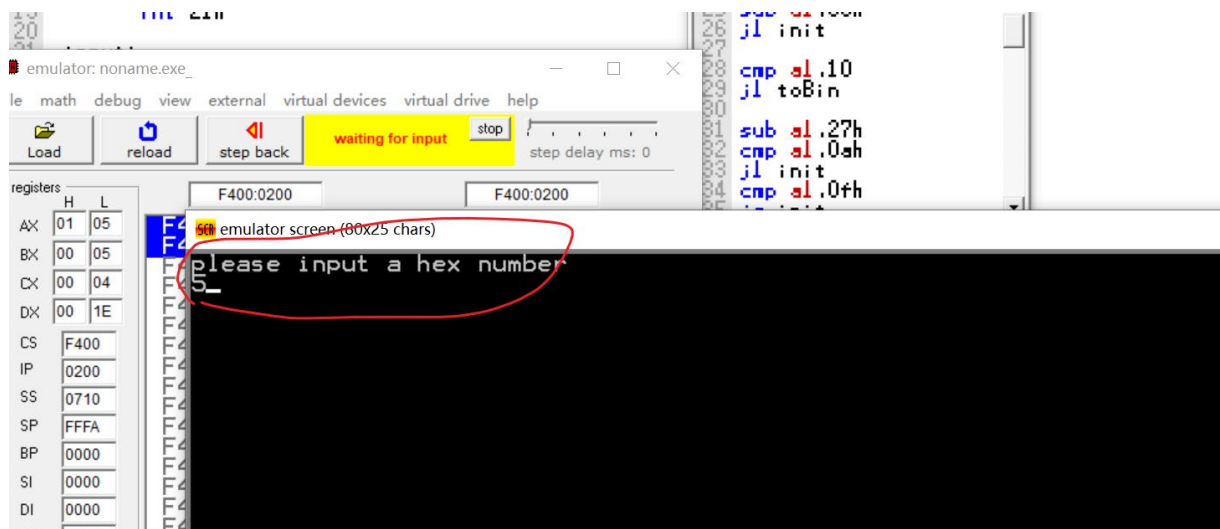 20
26 jl init
27
emulator: noname.exe_
28 cmp al,10
29 jl toBin
30
math debug view external virtual devices virtual drive help
Load reload step back waiting for input stop step delay ms: 0
31 sub al,27h
32 cmp al,0ah
33 jl init
34 cmp al,0fh
registers
H L
F400:0200 F400:0200
AX 01 05
BX 00 05
CX 00 04
DX 00 1E
CS F400
IP 0200
SS 0710
SP FFFA
BP 0000
SI 0000
DI 0000
emulator screen (80x25 chars)
please input a hex number
5_